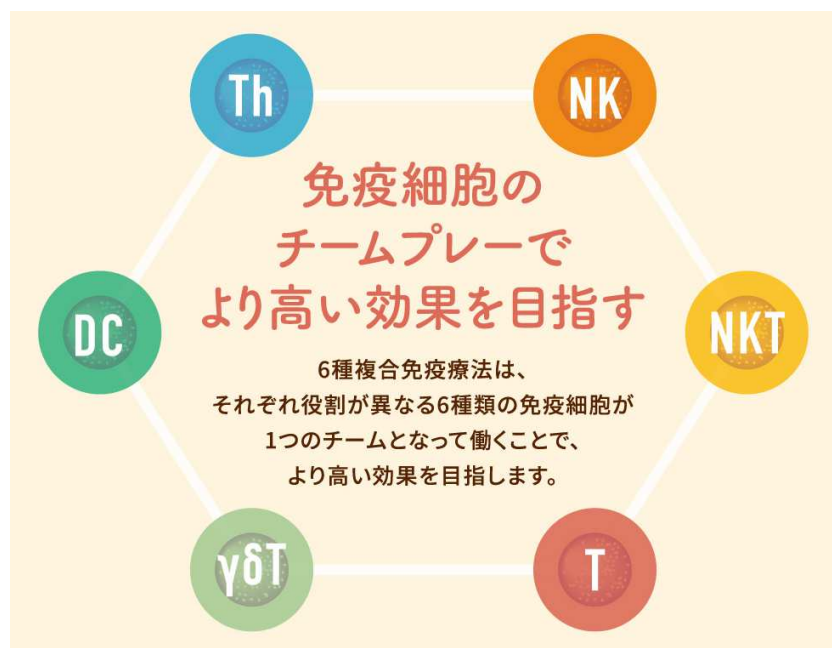 Th
NK
免疫細胞の
チームプレーで
より高い効果を目指す
DC
NKT
6種複合免疫療法は、
それぞれ役割が異なる6種類の免疫細胞が
1つのチームとなって働くことで、
より高い効果を目指します。
γδT
T